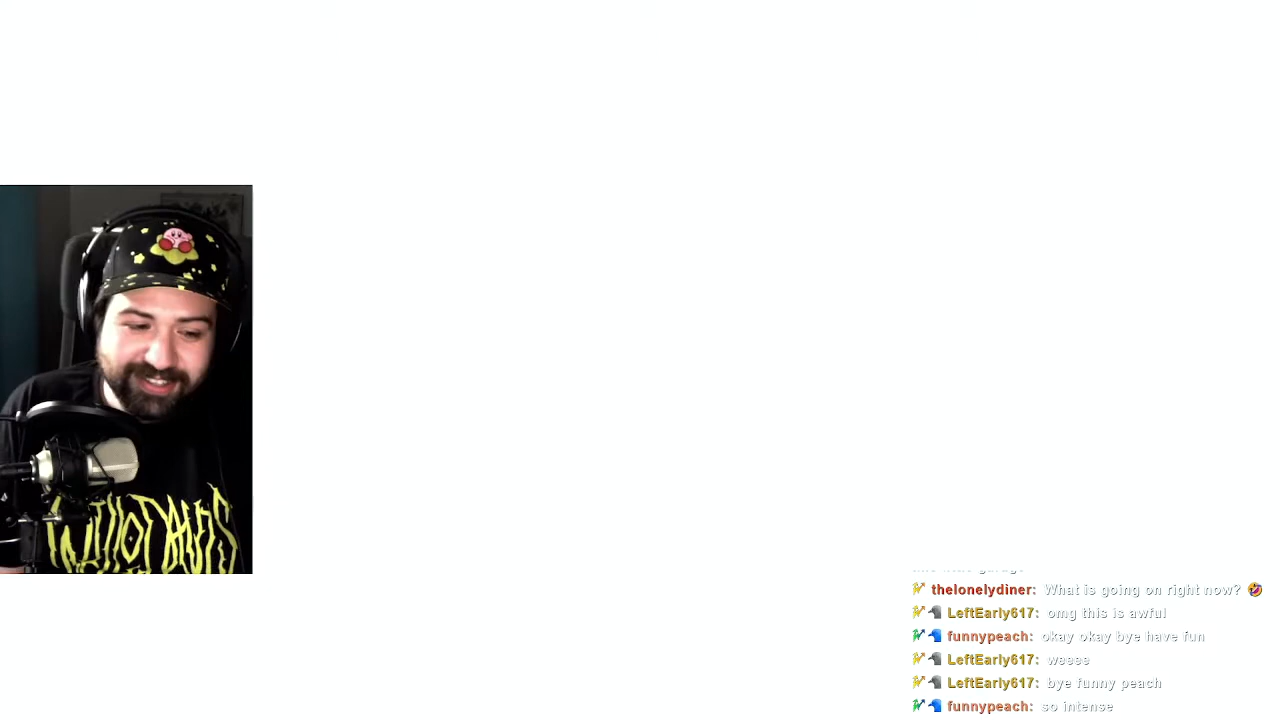 thelonelydiner: What is going on right now? 🤣
LeftEarly617: omg this is awful
funnypeach: okay okay bye have fun
LeftEarly617: weeee
LeftEarly617: bye funny peach
funnypeach: so intense